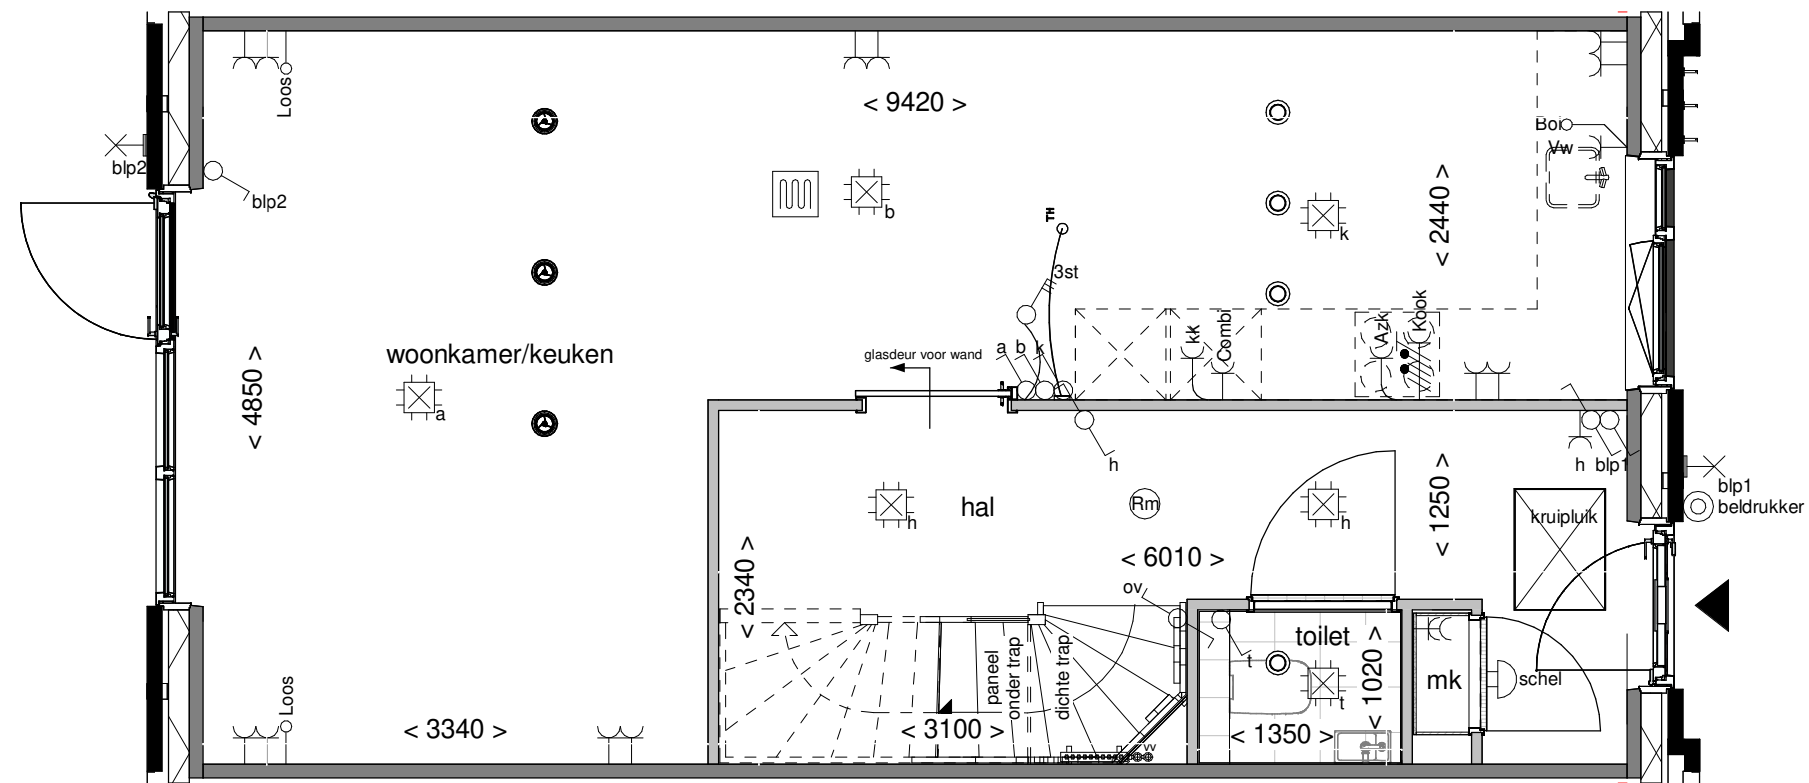 Loos
< 9420 >
Boi
Vw
blp2
blp2
b
k
< 2440 >
TH
3st
kk
Combi
Azk
Kook
woonkamer/keuken
glasdeur voor wand
a b k
< 4850 >
a
h
h blp1
< 1250 >
blp1
beldrukker
hal
h
Rm
h
kruipluik
< 6010 >
< 2340 >
ov
toilet
t
< 1020 >
mk
schel
paneel
onder trap
dichte trap
t
Loos
< 3340 >
< 3100 >
< 1350 >
vv